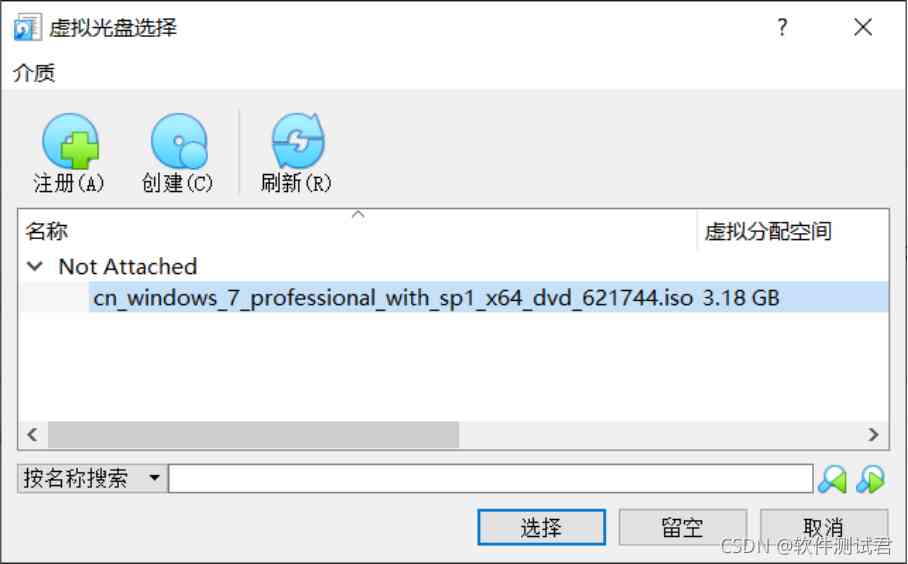 虚拟光盘选择 ?
介质
注册(A) 创建(C) 刷新(R)
名称 虚拟分配空间
Not Attached
cn_windows_7_professional_with_sp1_x64_dvd_621744.iso 3.18 GB
按名称搜索
选择 留空 取消
CSDN @软件测试君